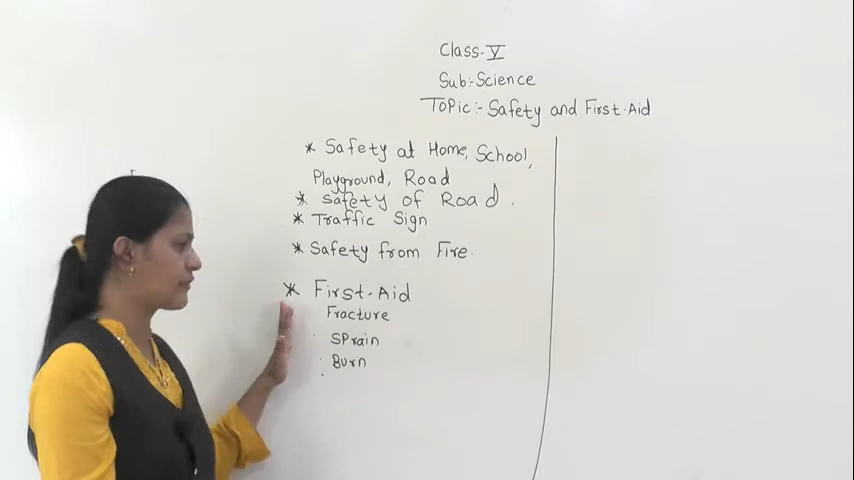 Class-V
Sub:-Science
Topic:-Safety and First-Aid
* Safety at Home, School,
Playground, Road
* Safety of Road.
* Traffic Sign
* Safety from Fire.
* First-Aid
Fracture
Sprain
Burn